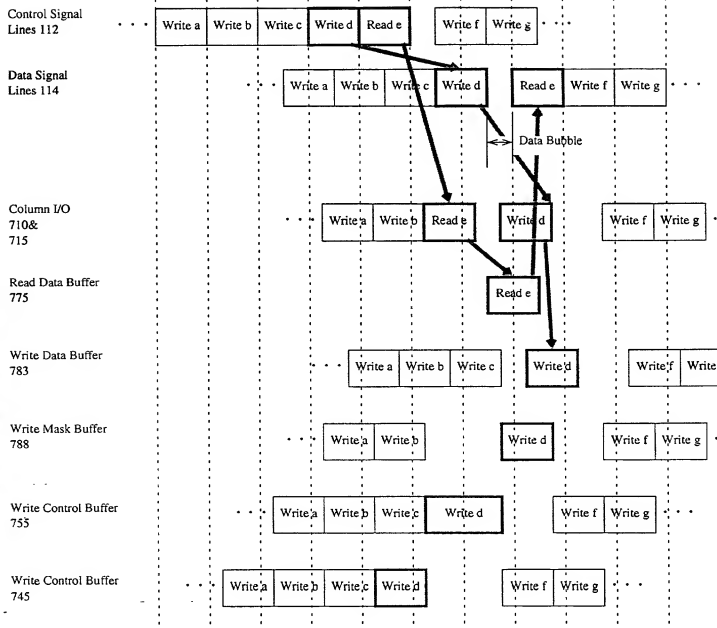 Control Signal
Lines 112
· · · Write a Write b Write c Write d Read e Write f Write g · · ·
Data Signal
Lines 114
· · · Write a Write b Write c Write d Read e Write f Write g · · ·
Data Bubble
Column I/O
710&
715
· · · Write a Write b Read e Write d Write f Write g ·
Read Data Buffer
775
Read e
Write Data Buffer
783
· · · Write a Write b Write c Write d Write f Write
Write Mask Buffer
788
· · · Write a Write b Write d Write f Write g ·
Write Control Buffer
755
· · · Write a Write b Write c Write d Write f Write g · · ·
Write Control Buffer
745
· · · Write a Write b Write c Write d Write f Write g · · ·